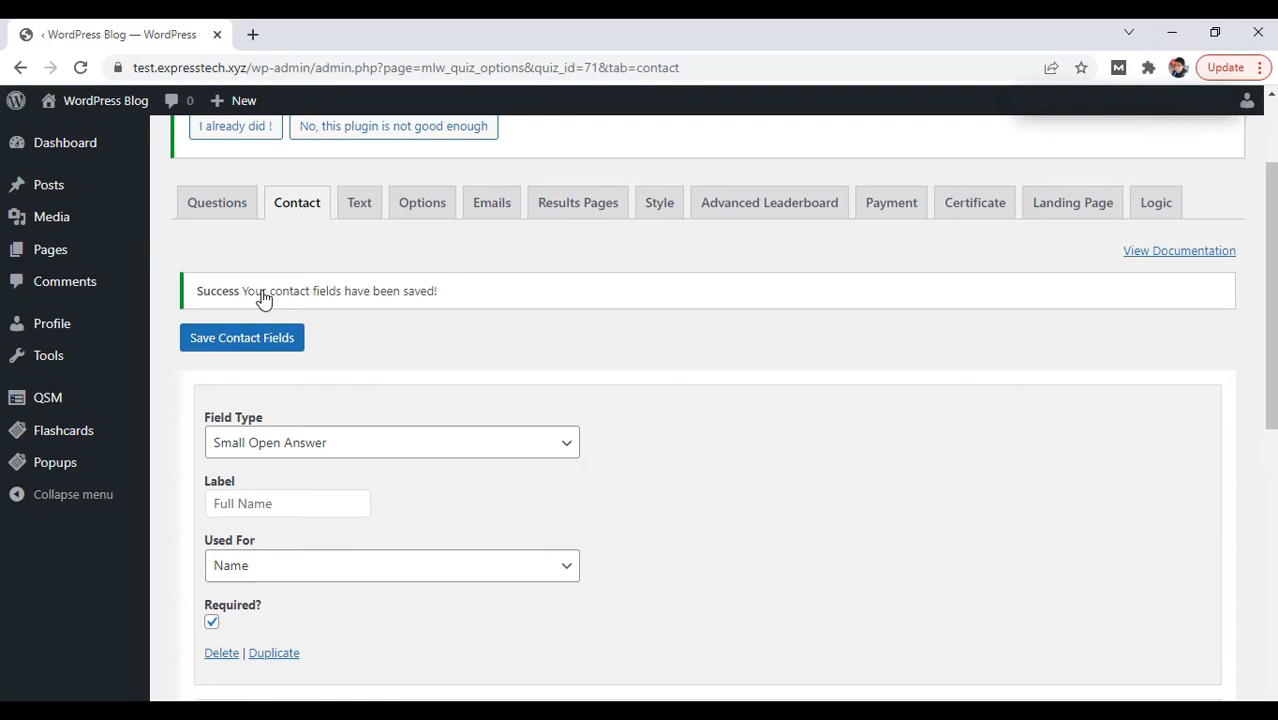 ‹ WordPress Blog — WordPress
test.expresstech.xyz/wp-admin/admin.php?page=mlw_quiz_options&quiz_id=71&tab=contact
M
Update
WordPress Blog 0 New
Dashboard
Posts
Media
Pages
Comments
Profile
Tools
QSM
Flashcards
Popups
Collapse menu
I already did ! No, this plugin is not good enough
Questions Contact Text Options Emails Results Pages Style Advanced Leaderboard Payment Certificate Landing Page Logic
View Documentation
Success Your contact fields have been saved!
Save Contact Fields
Field Type
Small Open Answer
Label
Full Name
Used For
Name
Required?
Delete | Duplicate